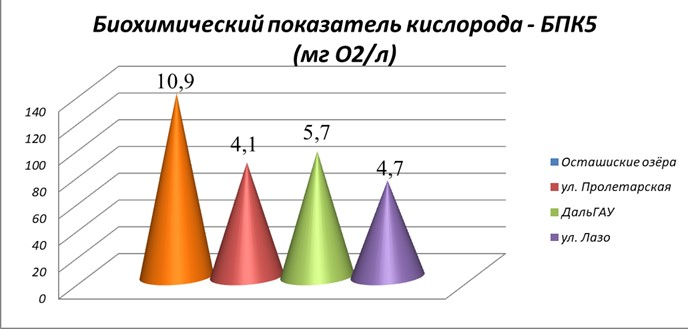 Биохимический показатель кислорода - БПК5
(мг О2/л)
10,9
4,1
5,7
4,7
140
120
100
80
60
40
20
0
Осташиские озёра
ул. Пролетарская
ДальГАУ
ул. Лазо